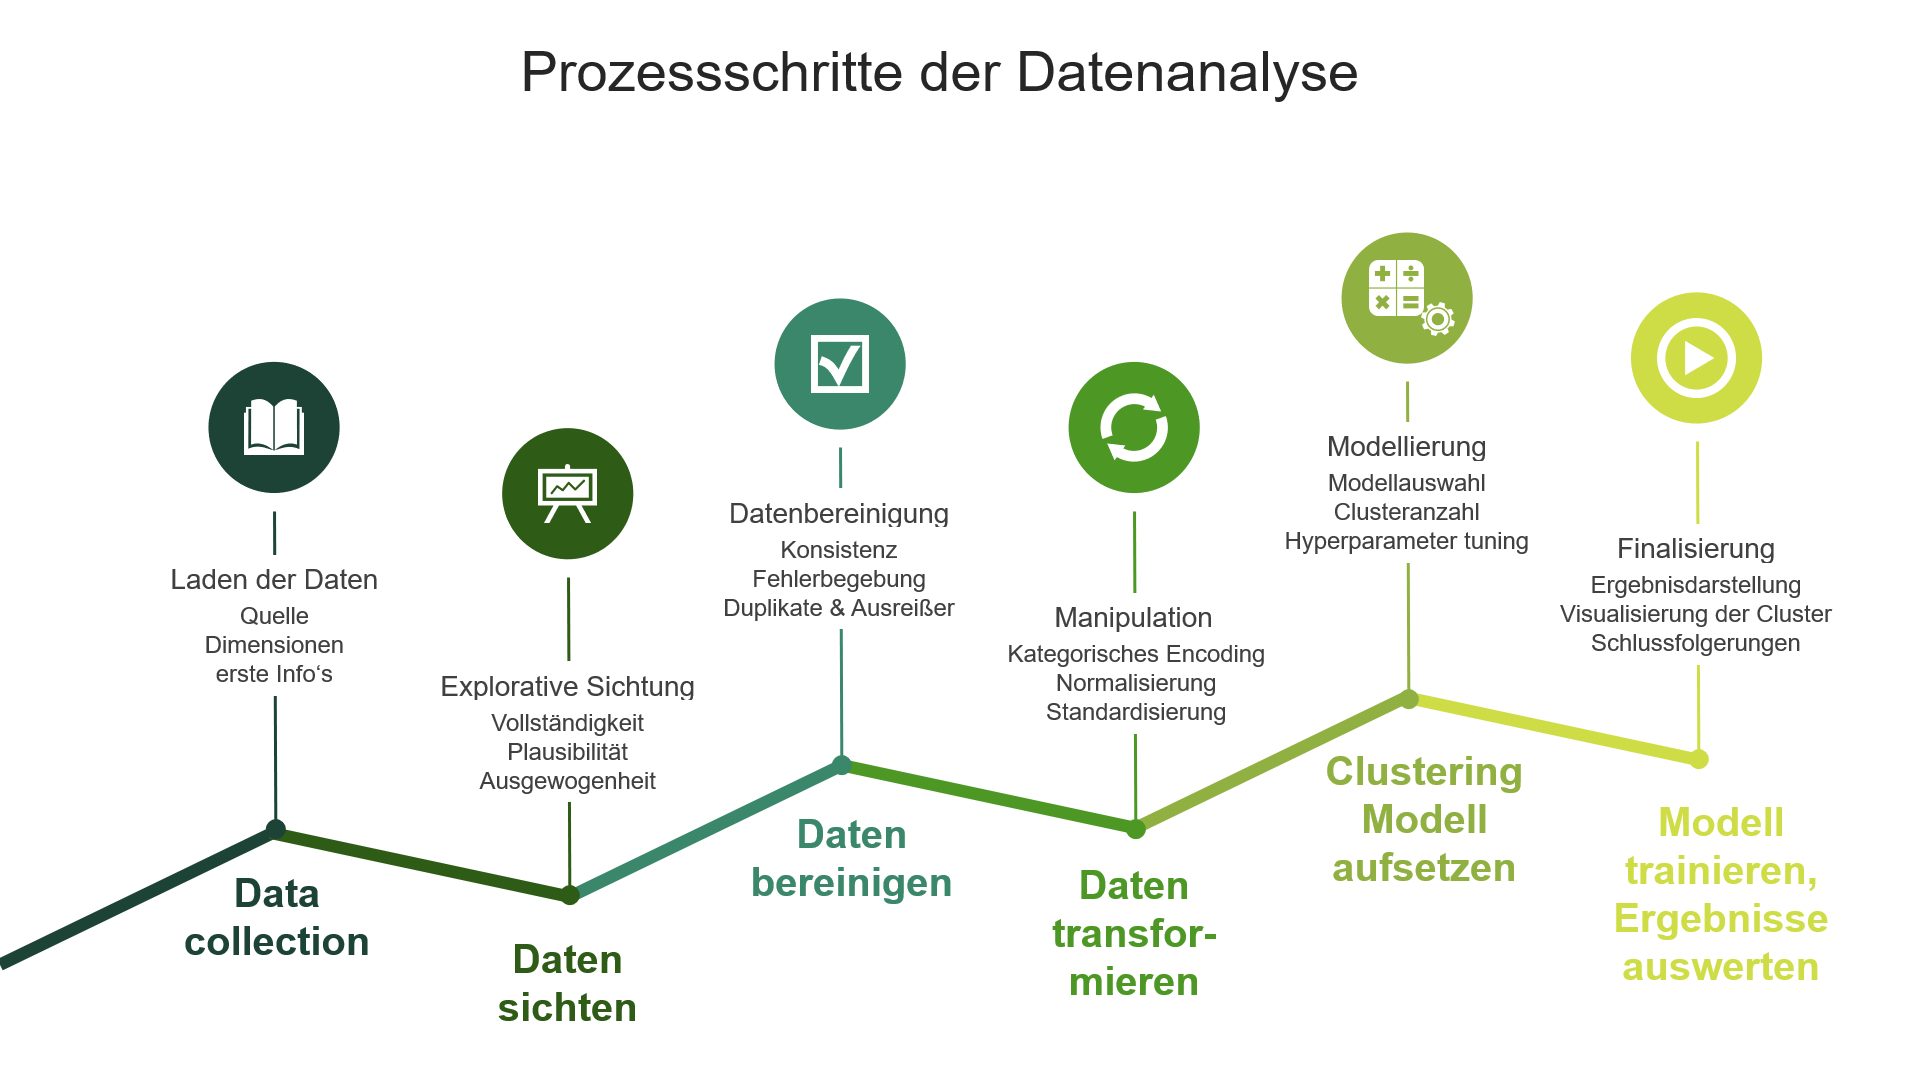 Prozessschritte der Datenanalyse
Laden der Daten
Quelle
Dimensionen
erste Info‘s
Data
collection
Explorative Sichtung
Vollständigkeit
Plausibilität
Ausgewogenheit
Daten
sichten
Datenbereinigung
Konsistenz
Fehlerbegebung
Duplikate & Ausreißer
Daten
bereinigen
Manipulation
Kategorisches Encoding
Normalisierung
Standardisierung
Daten
transfor-
mieren
Modellierung
Modellauswahl
Clusteranzahl
Hyperparameter tuning
Clustering
Modell
aufsetzen
Finalisierung
Ergebnisdarstellung
Visualisierung der Cluster
Schlussfolgerungen
Modell
trainieren,
Ergebnisse
auswerten